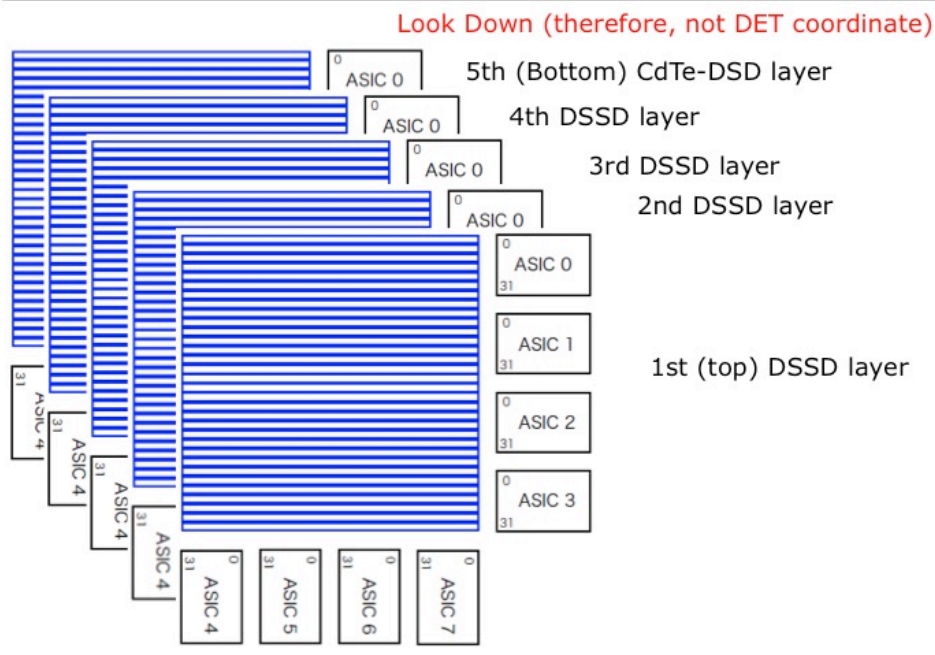 Look Down (therefore, not DET coordinate)
0
ASIC 0
5th (Bottom) CdTe-DSD layer
0
ASIC 0
4th DSSD layer
0
ASIC 0
3rd DSSD layer
0
ASIC 0
2nd DSSD layer
0
ASIC 0
31
0
ASIC 1
31
1st (top) DSSD layer
0
ASIC 2
31
0
ASIC 3
31
31
ASIC 4
31
ASIC 4
31
ASIC 4
31
ASIC 4
31
0
ASIC 4
31
0
ASIC 5
31
0
ASIC 6
31
0
ASIC 7